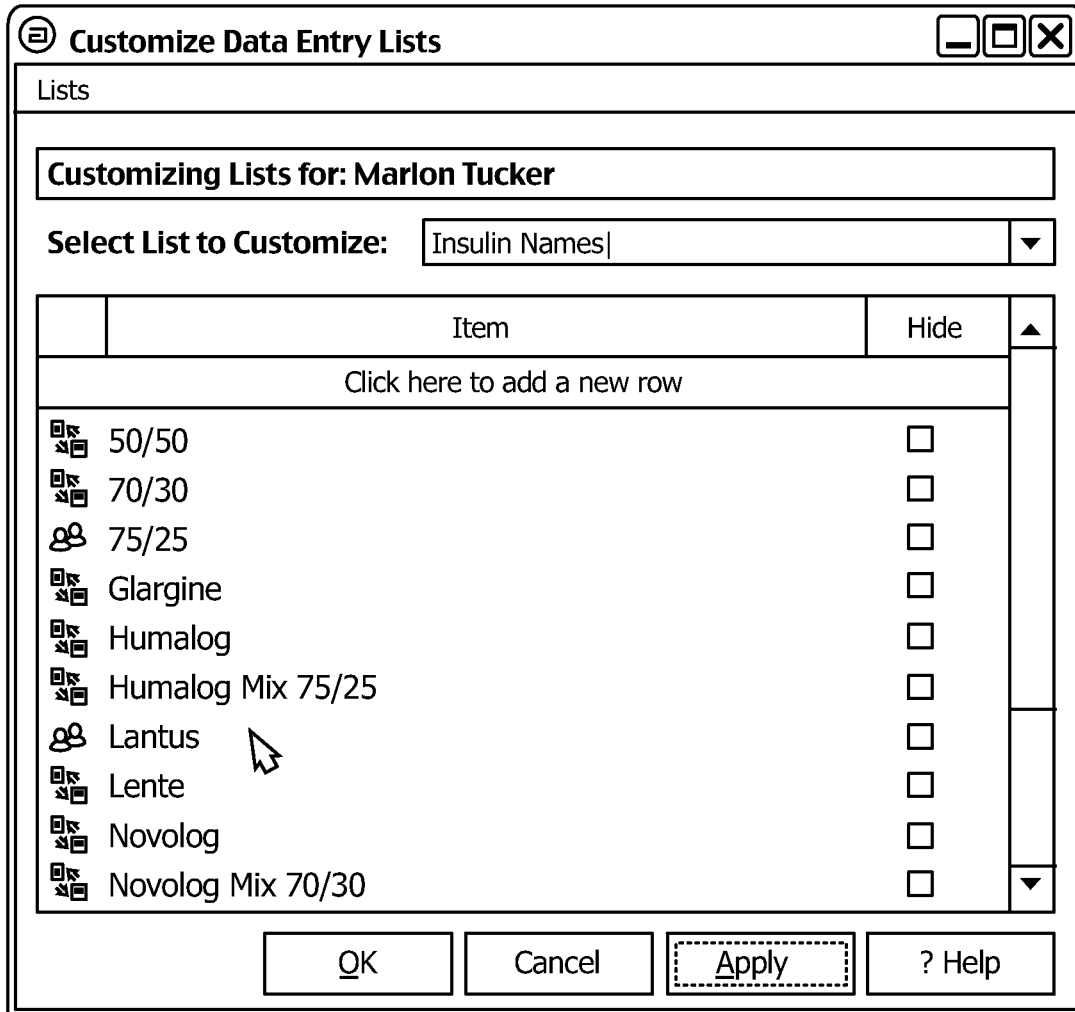 Customize Data Entry Lists
Lists
Customizing Lists for: Marlon Tucker
Select List to Customize: Insulin Names
Item Hide
Click here to add a new row
50/50
70/30
75/25
Glargine
Humalog
Humalog Mix 75/25
Lantus
Lente
Novolog
Novolog Mix 70/30
OK Cancel Apply ? Help